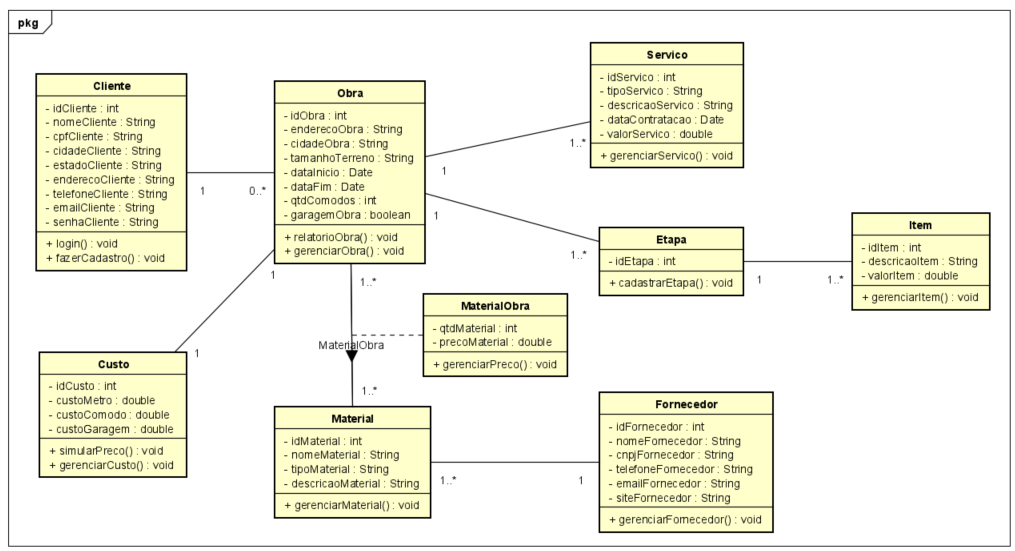 pkg
Cliente
- idCliente : int
- nomeCliente : String
- cpfCliente : String
- cidadeCliente : String
- estadoCliente : String
- enderecoCliente : String
- telefoneCliente : String
- emailCliente : String
- senhaCliente : String
+ login() : void
+ fazerCadastro() : void
1
0..*
Obra
- idObra : int
- enderecoObra : String
- cidadeObra : String
- tamanhoTerreno : String
- dataInicio : Date
- dataFim : Date
- qtdComodos : int
- garagemObra : boolean
+ relatorioObra() : void
+ gerenciarObra() : void
1
1..*
Servico
- idServico : int
- tipoServico : String
- descricaoServico : String
- dataContratacao : Date
- valorServico : double
+ gerenciarServico() : void
1
1..*
Etapa
- idEtapa : int
+ cadastrarEtapa() : void
1
1..*
Item
- idItem : int
- descricaoItem : String
- valorItem : double
+ gerenciarItem() : void
1
1
Custo
- idCusto : int
- custoMetro : double
- custoComodo : double
- custoGaragem : double
+ simularPreco() : void
+ gerenciarCusto() : void
1..*
MaterialObra
1..*
MaterialObra
- qtdMaterial : int
- precoMaterial : double
+ gerenciarPreco() : void
Material
- idMaterial : int
- nomeMaterial : String
- tipoMaterial : String
- descricaoMaterial : String
+ gerenciarMaterial() : void
1..*
1
Fornecedor
- idFornecedor : int
- nomeFornecedor : String
- cnpjFornecedor : String
- telefoneFornecedor : String
- emailFornecedor : String
- siteFornecedor : String
+ gerenciarFornecedor() : void